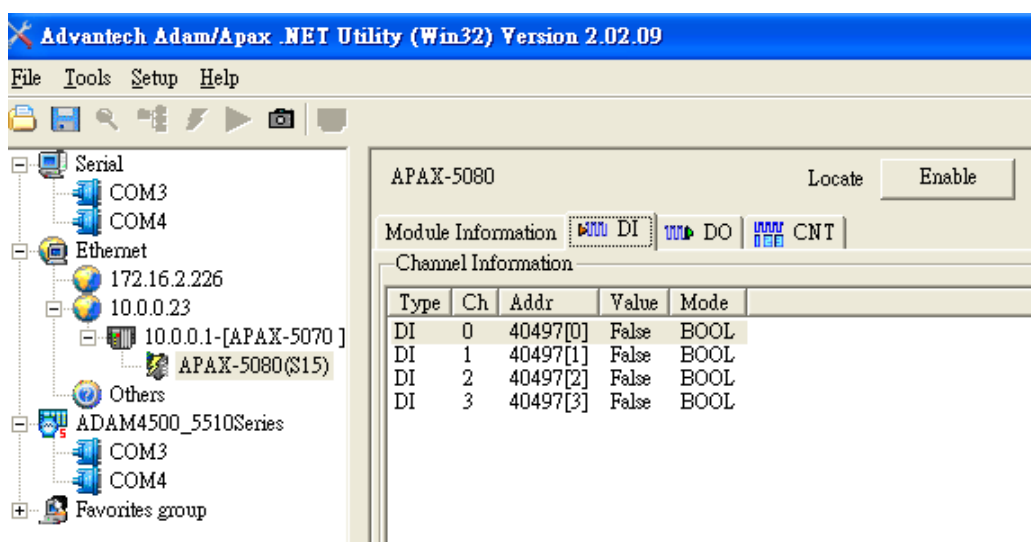 Advantech Adam/Apax .NET Utility (Win32) Version 2.02.09
File Tools Setup Help
Serial
COM3
COM4
Ethernet
172.16.2.226
10.0.0.23
10.0.0.1-[APAX-5070 ]
APAX-5080(S15)
Others
ADAM4500_5510Series
COM3
COM4
Favorites group
APAX-5080 Locate Enable
Module Information DI DO CNT
Channel Information
Type Ch Addr Value Mode
DI 0 40497[0] False BOOL
DI 1 40497[1] False BOOL
DI 2 40497[2] False BOOL
DI 3 40497[3] False BOOL